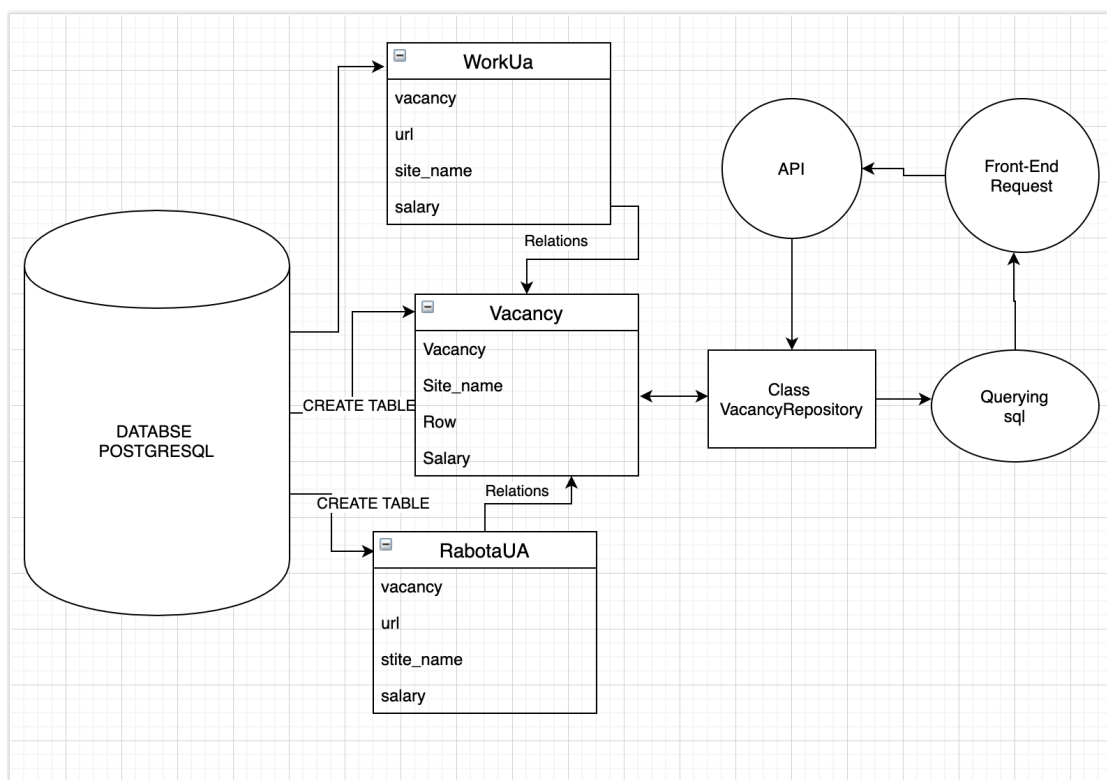 WorkUa
vacancy
url
site_name
salary
Relations
Vacancy
Vacancy
Site_name
Row
Salary
Relations
RabotaUA
vacancy
url
stite_name
salary
DATABSE
POSTGRESQL
CREATE TABLE
CREATE TABLE
API
Front-End
Request
Class
VacancyRepository
Querying
sql